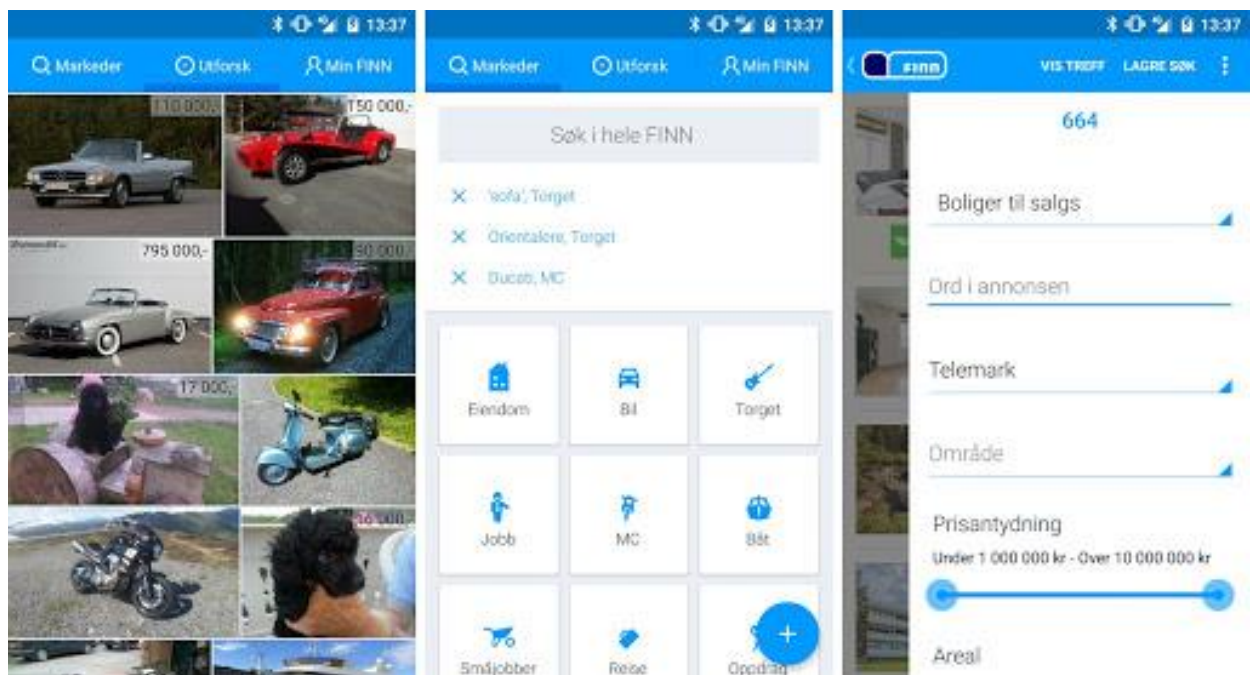 13:37
Markeder
Utforsk
Min FINN
110 000,-
150 000,-
795 000,-
90 000,-
17 000,-
16 000,-
13:37
Markeder
Utforsk
Min FINN
Søk i hele FINN
'sofa', Torget
Orientalere, Torget
Ducati, MC
Eiendom
Bil
Torget
Jobb
MC
Båt
Småjobber
Reise
Oppdrag
13:37
FINN
VIS TREFF
LAGRE SØK
664
Boliger til salgs
Ord i annonsen
Telemark
Område
Prisantydning
Under 1 000 000 kr - Over 10 000 000 kr
Areal